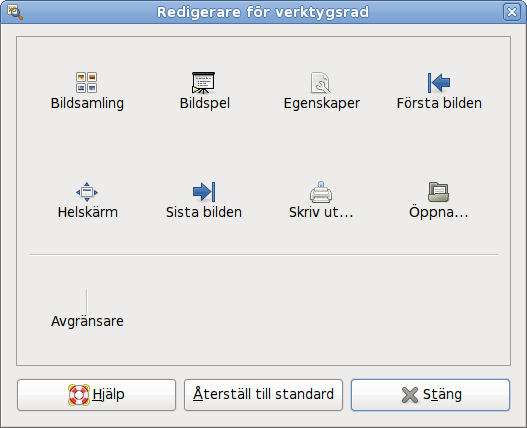 Redigerare för verktygsrad
Bildsamling Bildspel Egenskaper Första bilden
Helskärm Sista bilden Skriv ut... Öppna...
Avgränsare
Hjälp Återställ till standard Stäng